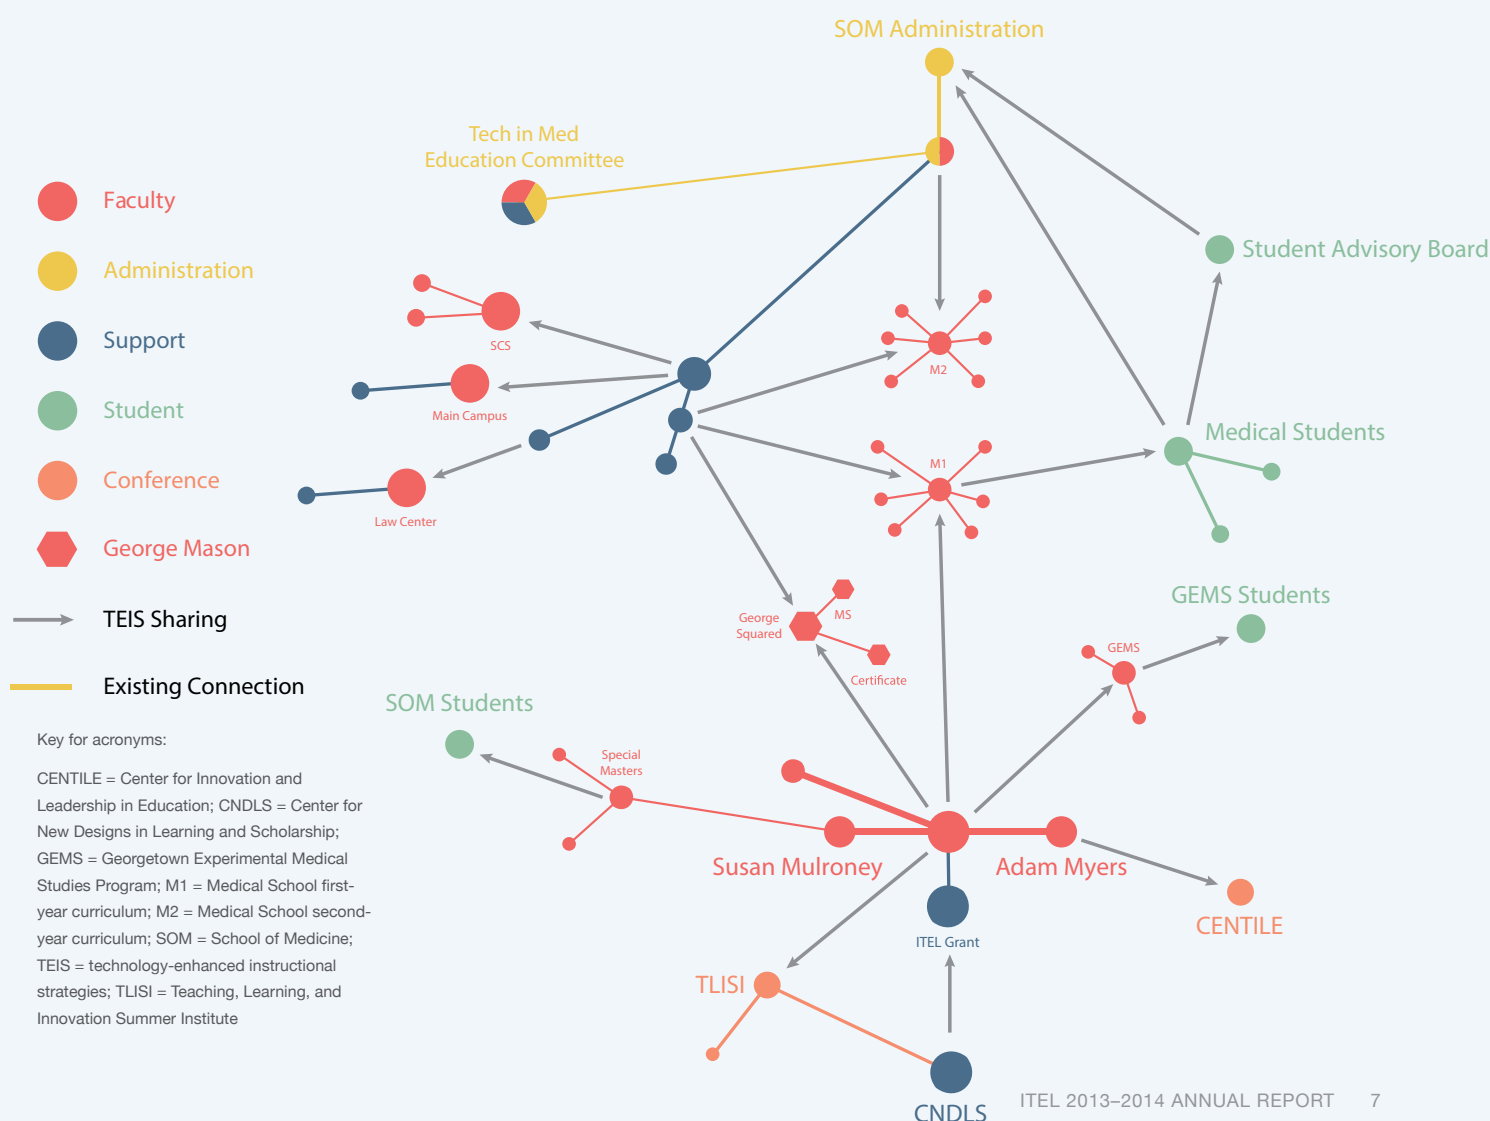 SOM Administration
Tech in Med
Education Committee
Faculty
Administration
Support
Student
Conference
George Mason
TEIS Sharing
Existing Connection
Key for acronyms:
CENTILE = Center for Innovation and
Leadership in Education; CNDLS = Center for
New Designs in Learning and Scholarship;
GEMS = Georgetown Experimental Medical
Studies Program; M1 = Medical School first-
year curriculum; M2 = Medical School second-
year curriculum; SOM = School of Medicine;
TEIS = technology-enhanced instructional
strategies; TLISI = Teaching, Learning, and
Innovation Summer Institute
Student Advisory Board
SCS
M2
Main Campus
Medical Students
M1
Law Center
George
Squared
MS
Certificate
GEMS Students
GEMS
SOM Students
Special
Masters
Susan Mulroney
Adam Myers
CENTILE
ITEL Grant
TLISI
CNDLS
ITEL 2013–2014 ANNUAL REPORT 7